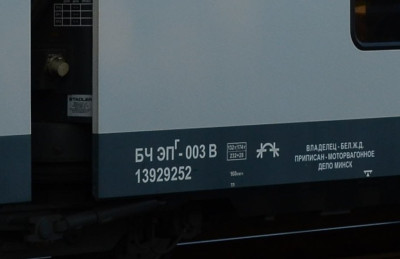 БЧ ЭПг-003 В
13929252
ВЛАДЕЛЕЦ - БЕЛ.Ж.Д.
ПРИПИСАН - МОТОРВАГОННОЕ
ДЕПО МИНСК